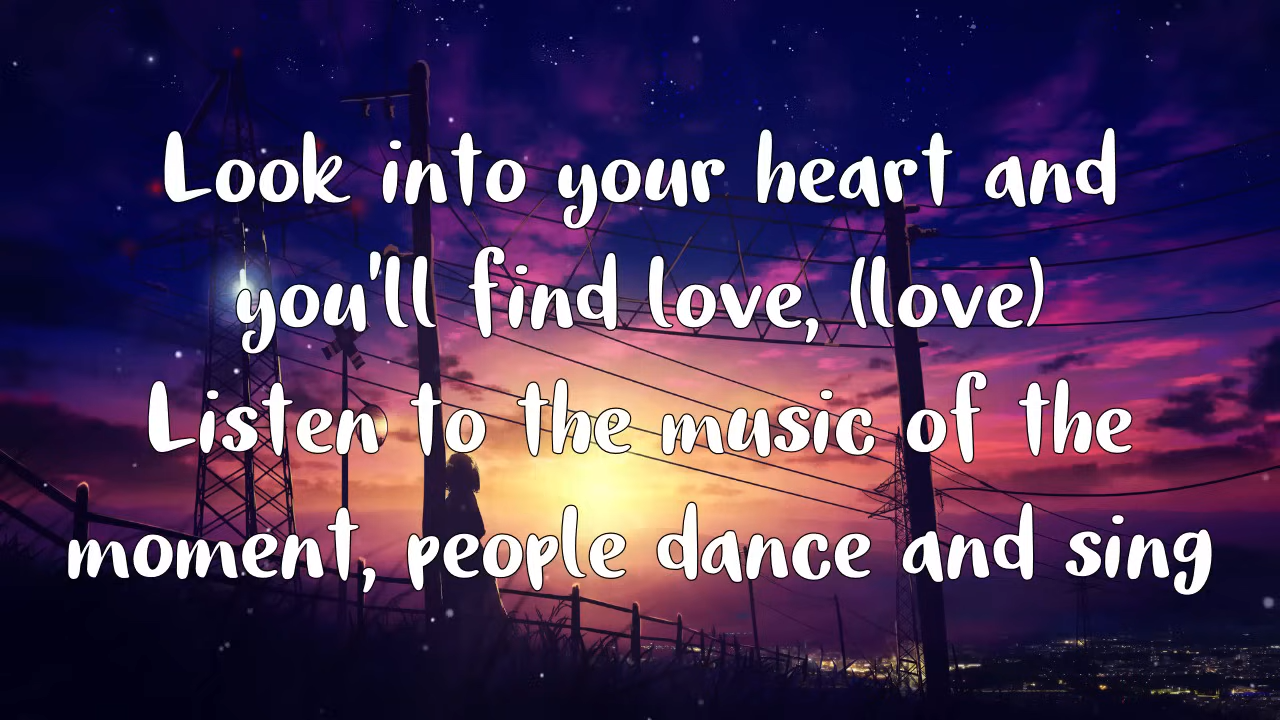 Look into your heart and
you'll find love, (love)
Listen to the music of the
moment, people dance and sing